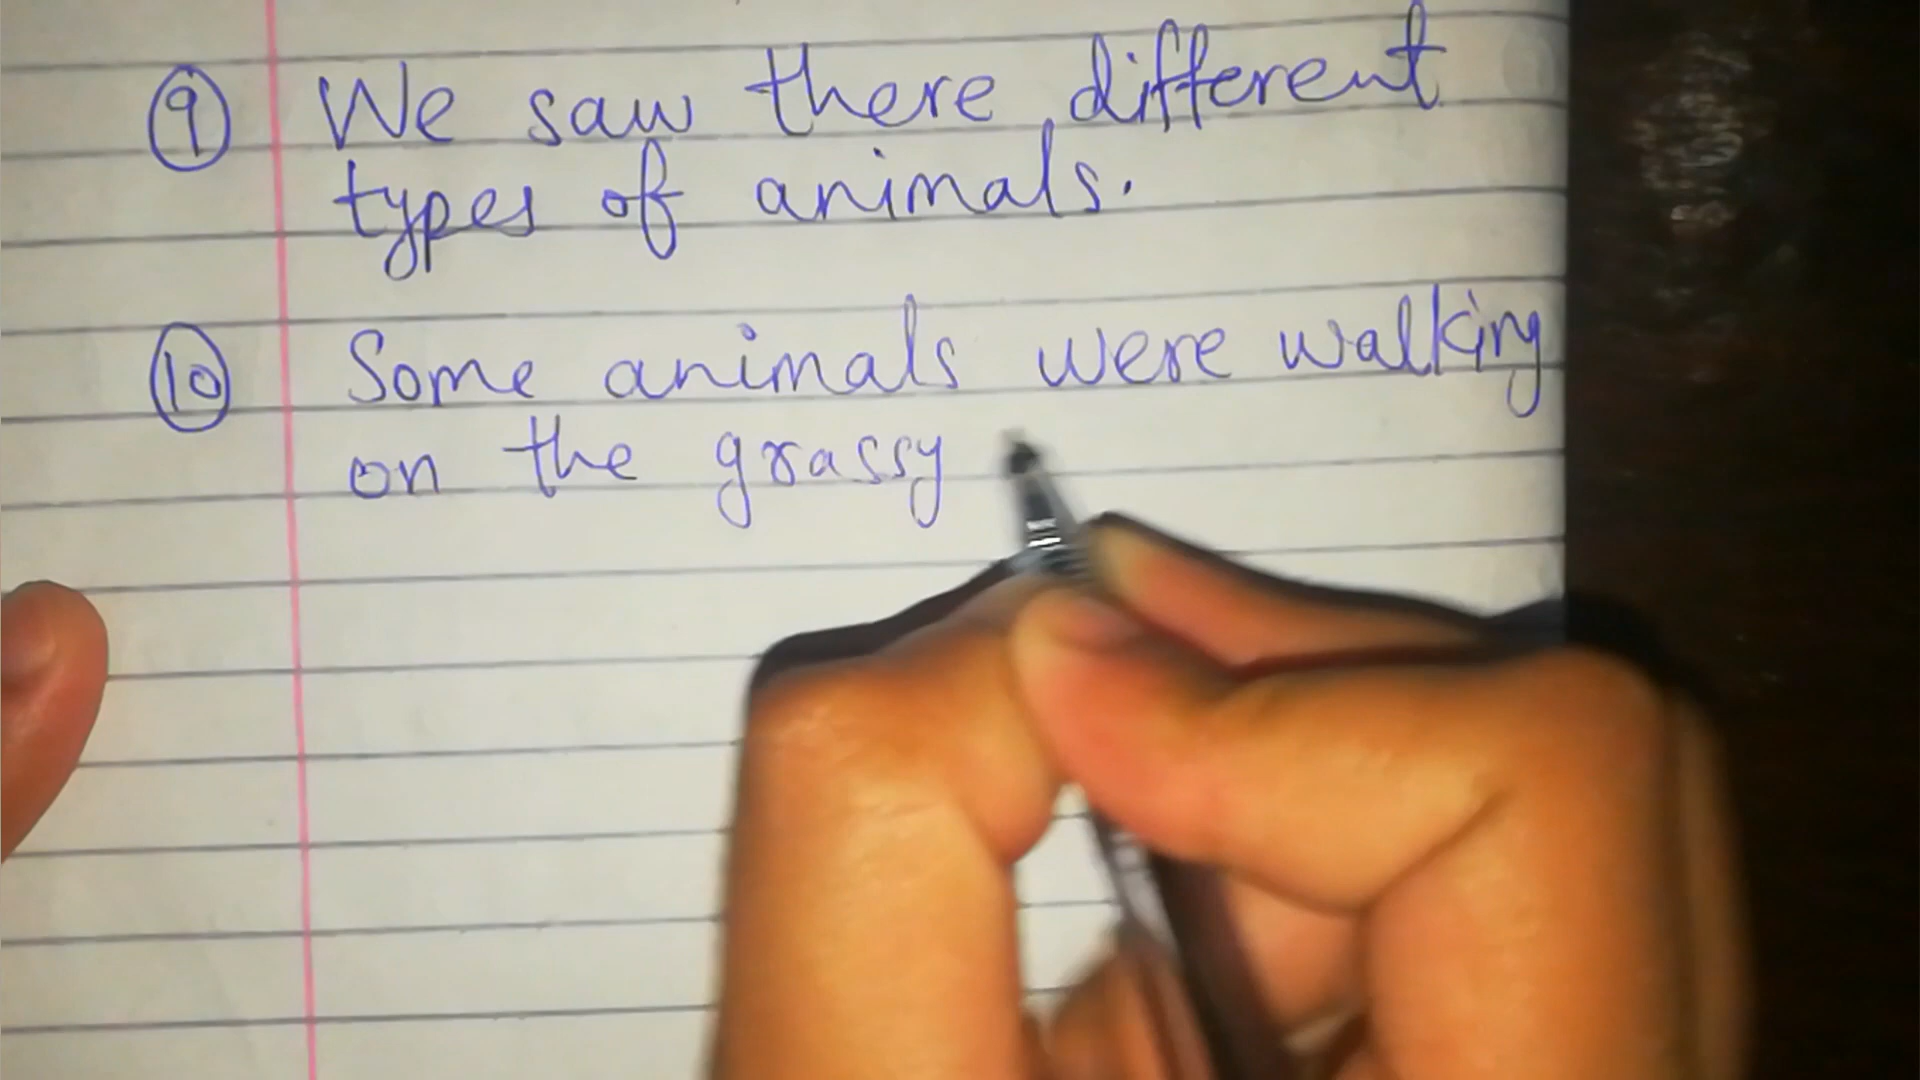 9 We saw there different
types of animals.
10 Some animals were walking
on the grassy